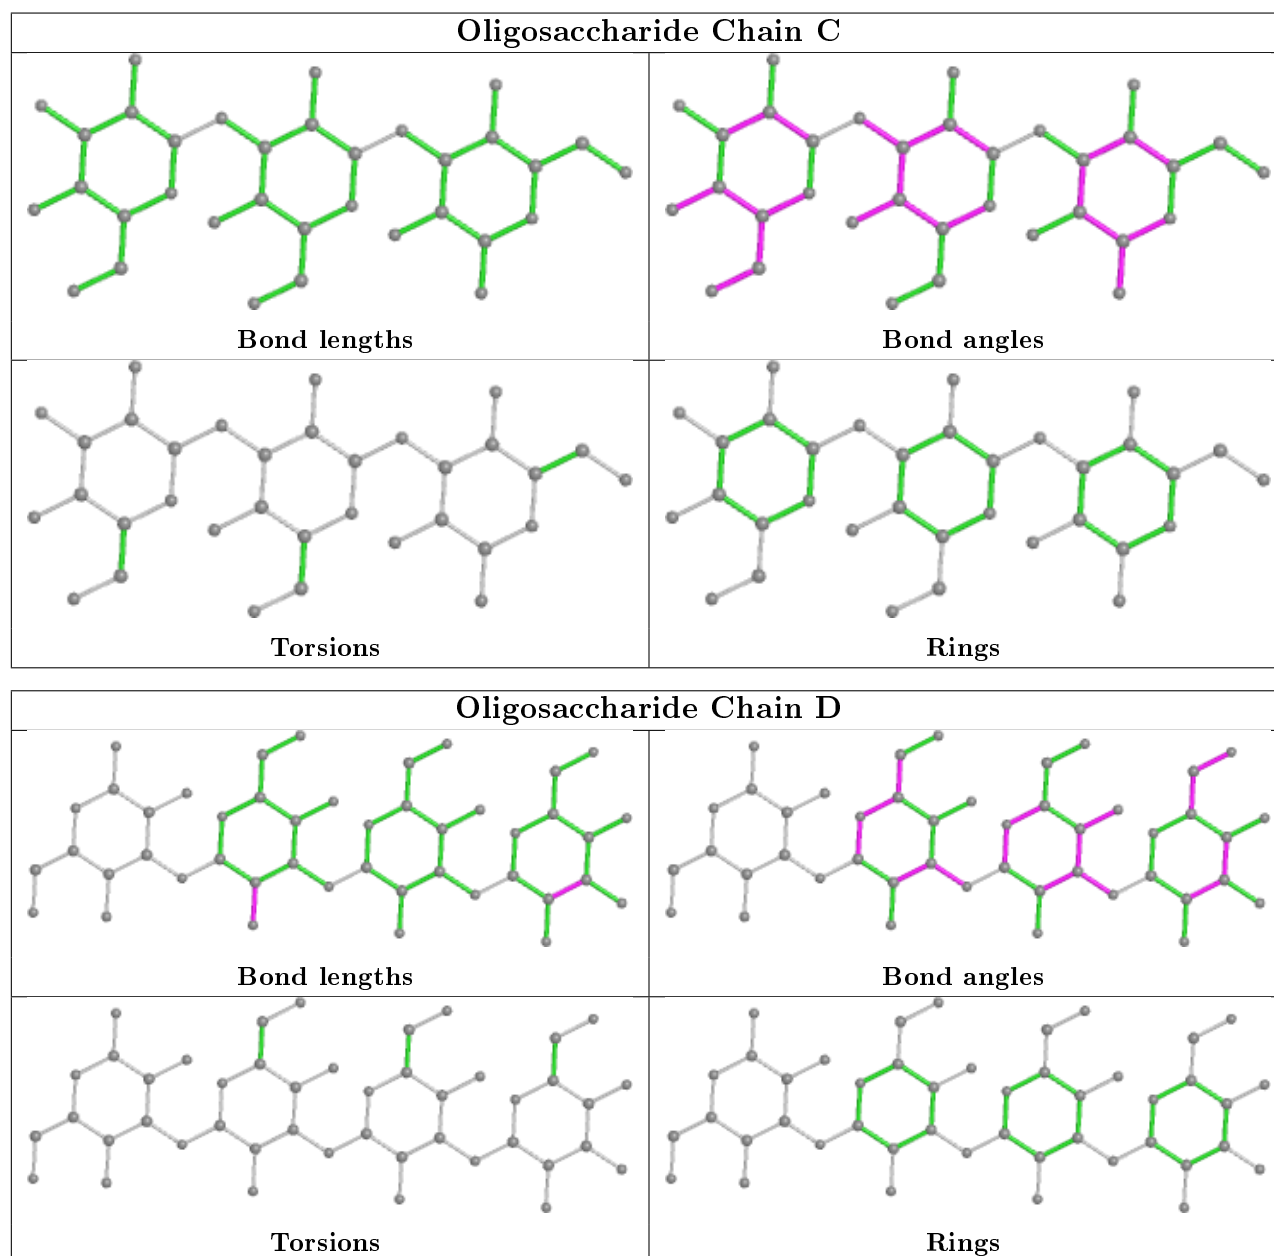 Oligosaccharide Chain C
Bond lengths
Bond angles
Torsions
Rings
Oligosaccharide Chain D
Bond lengths
Bond angles
Torsions
Rings